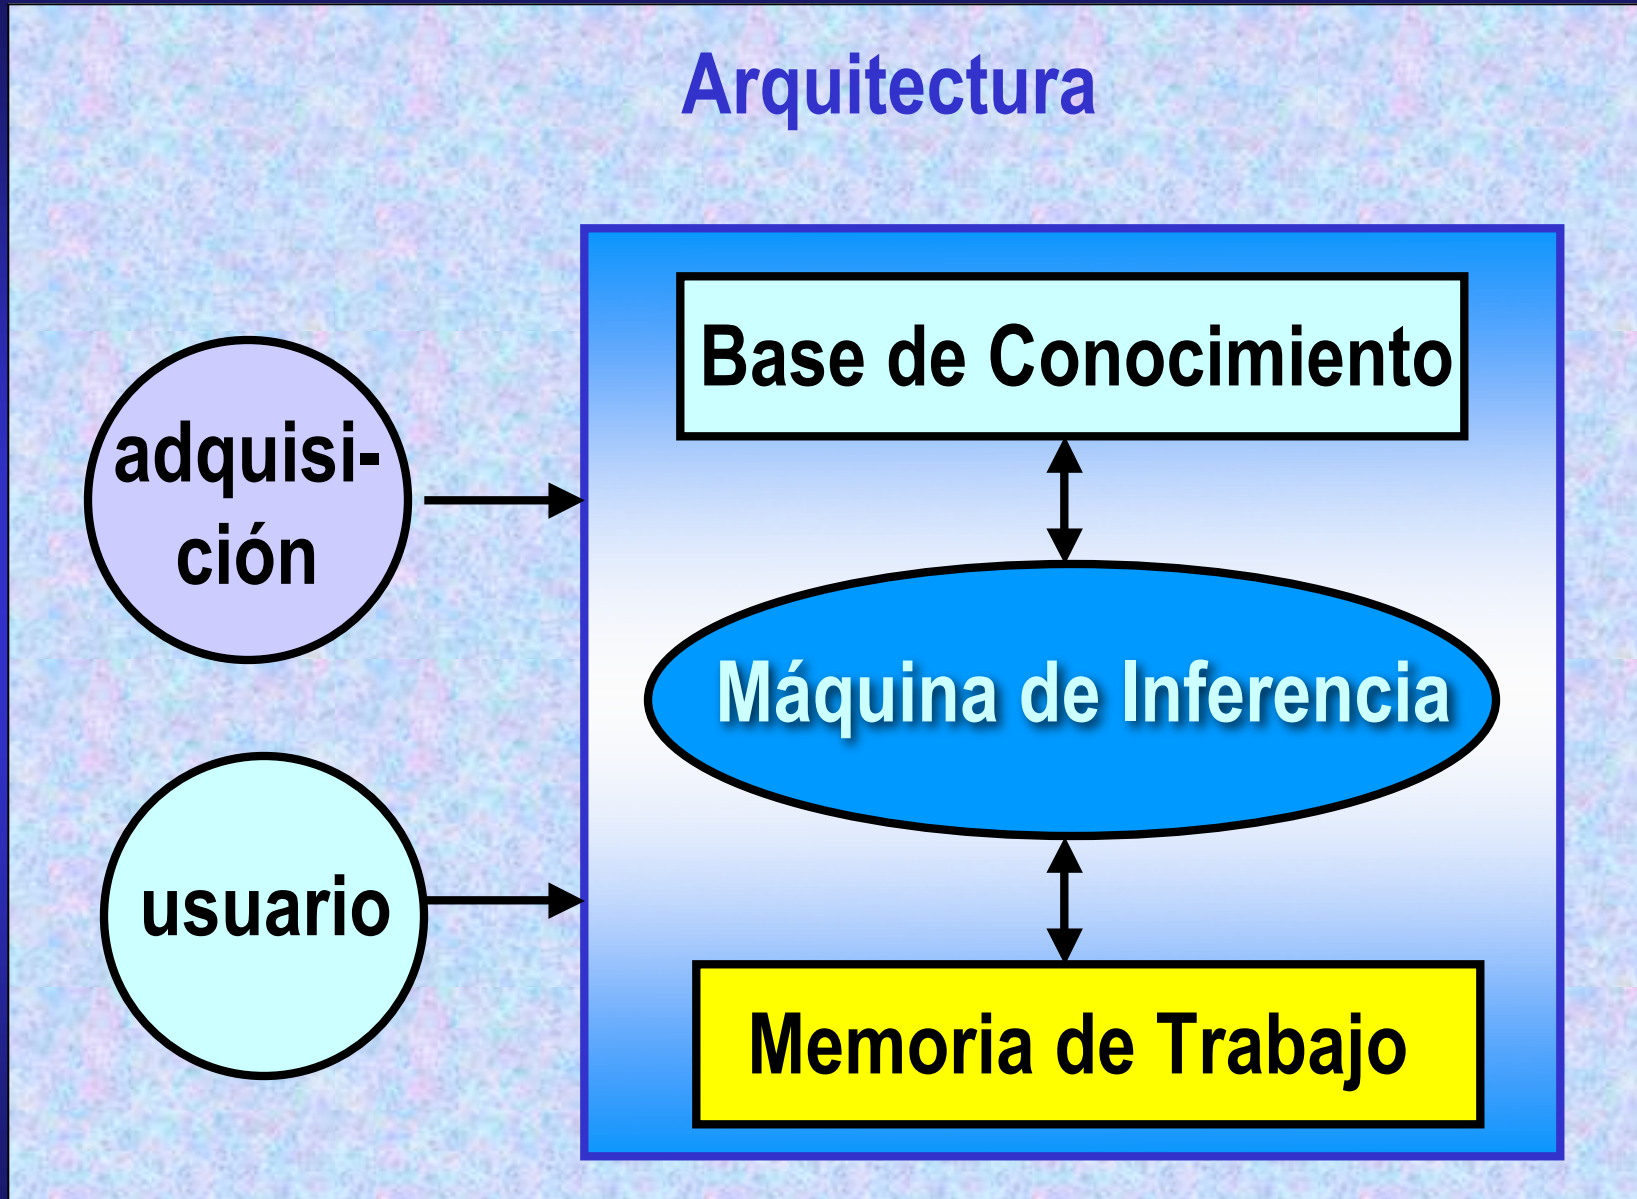 Arquitectura
Base de Conocimiento
adquisi-
ción
Máquina de Inferencia
usuario
Memoria de Trabajo